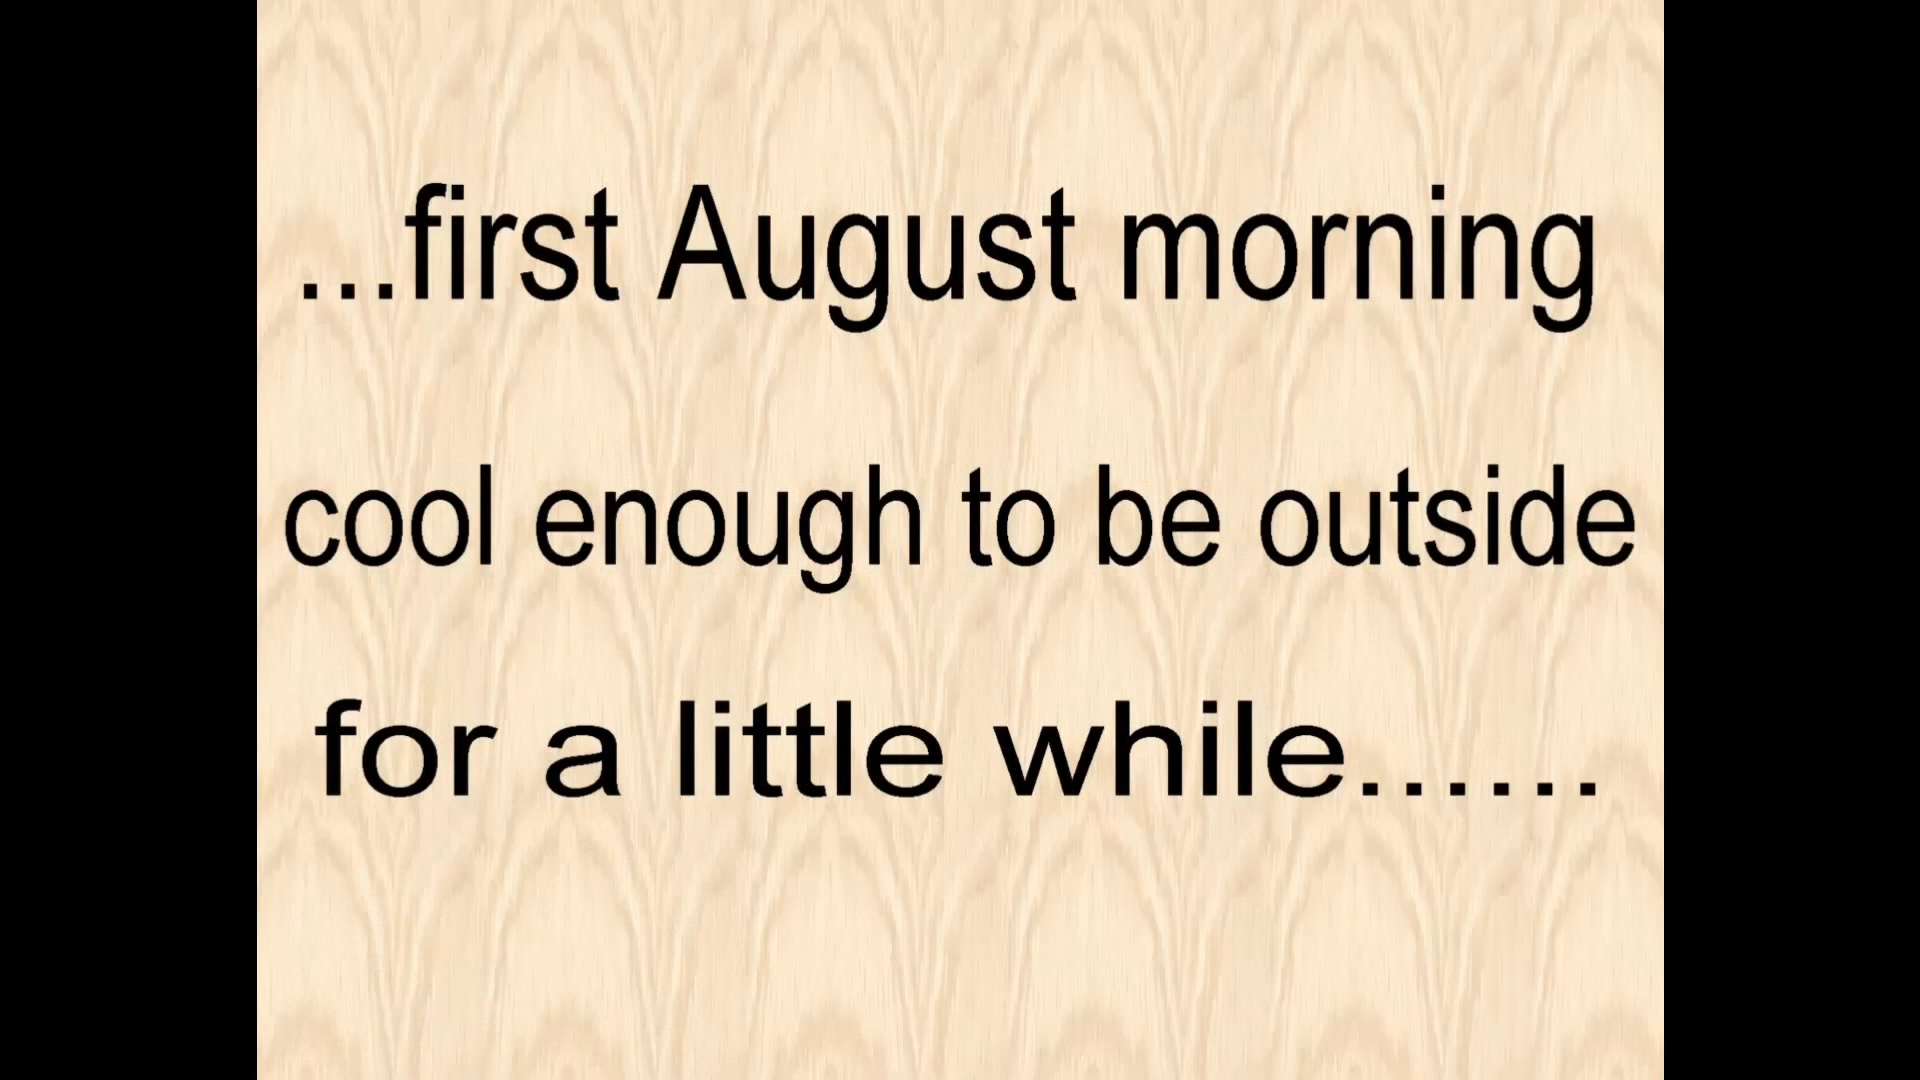 ...first August morning
cool enough to be outside
for a little while......